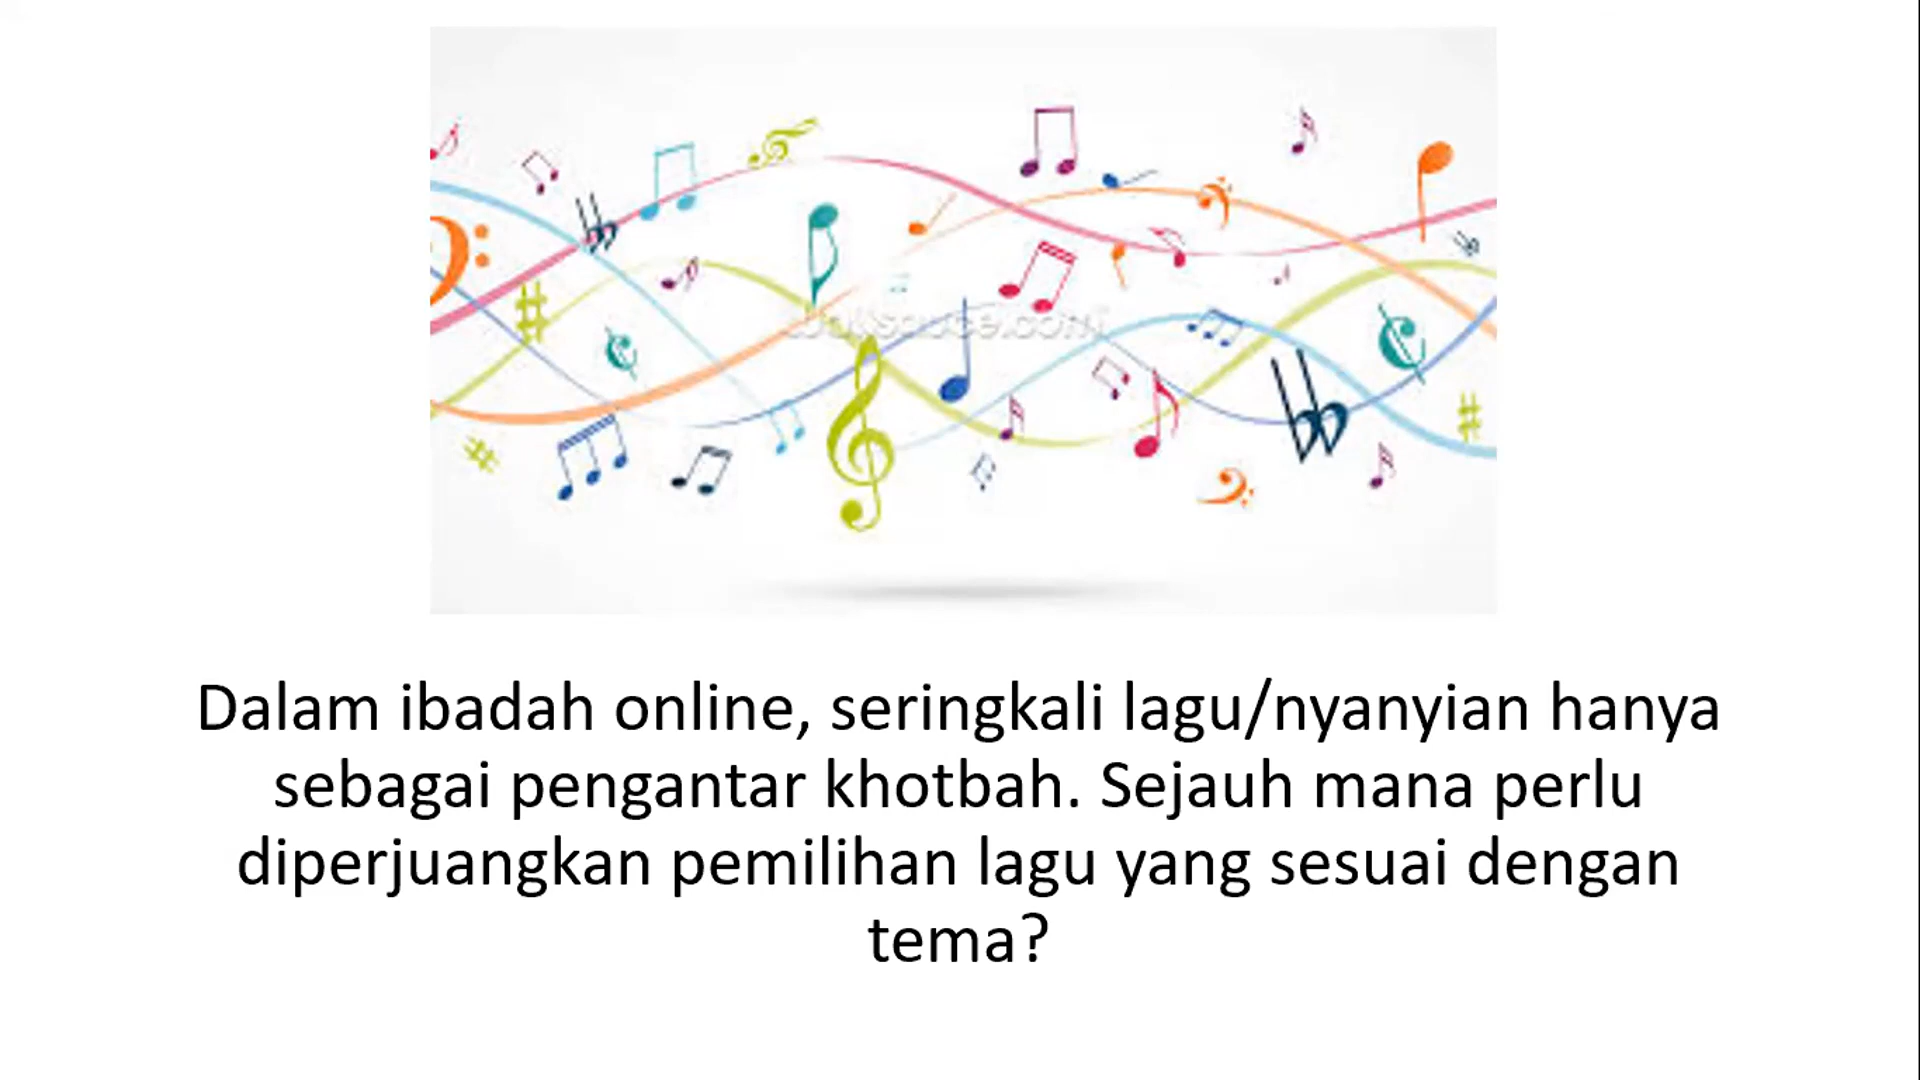 Dalam ibadah online, seringkali lagu/nyanyian hanya
sebagai pengantar khotbah. Sejauh mana perlu
diperjuangkan pemilihan lagu yang sesuai dengan
tema?